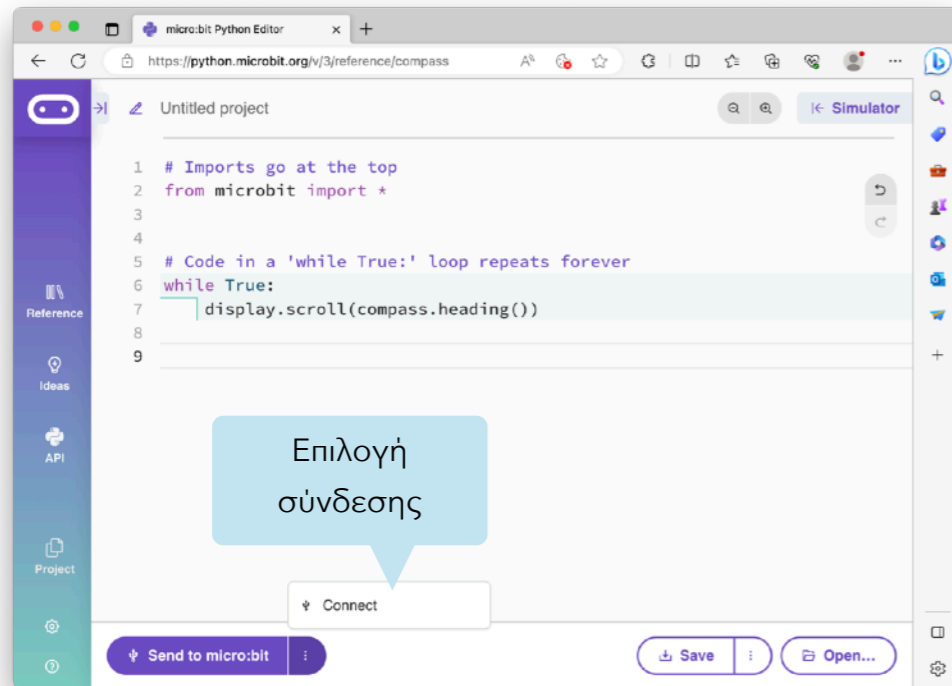 micro:bit Python Editor
https://python.microbit.org/v/3/reference/compass
Untitled project
Simulator
1 # Imports go at the top
2 from microbit import *
3
4
5 # Code in a 'while True:' loop repeats forever
6 while True:
7 display.scroll(compass.heading())
8
9
Reference
Ideas
API
Project
Επιλογή
σύνδεσης
Connect
Send to micro:bit
Save
Open...